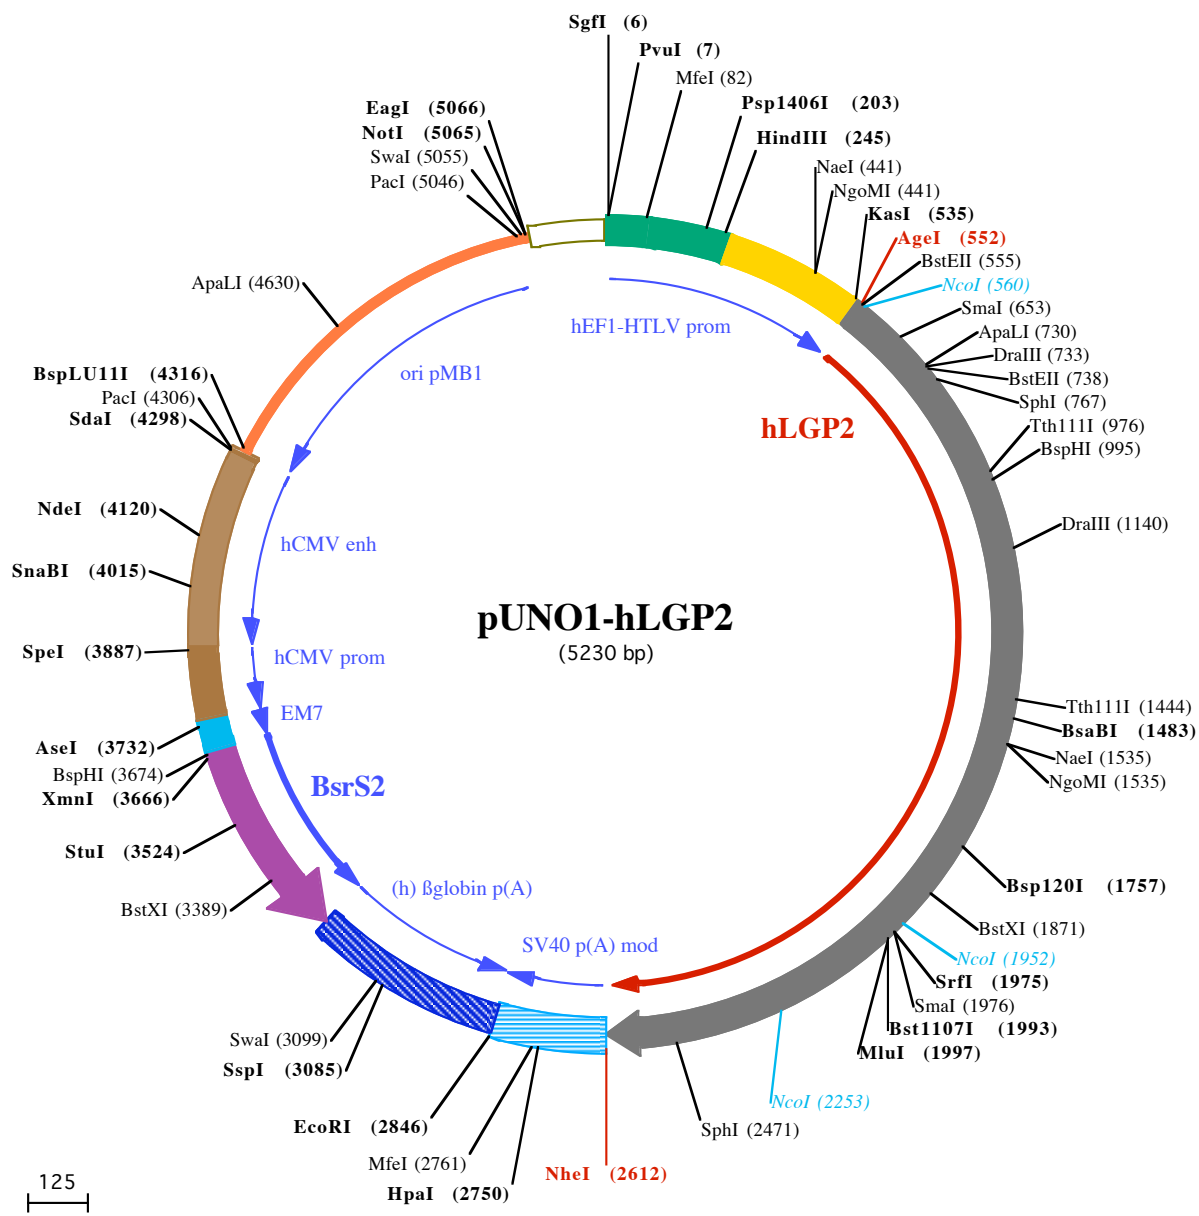 SgfI (6)
PvuI (7)
MfeI (82)
Psp1406I (203)
HindIII (245)
NaeI (441)
NgoMI (441)
KasI (535)
AgeI (552)
BstEII (555)
NcoI (560)
SmaI (653)
ApaLI (730)
DraIII (733)
BstEII (738)
SphI (767)
Tth111I (976)
BspHI (995)
DraIII (1140)
Tth111I (1444)
BsaBI (1483)
NaeI (1535)
NgoMI (1535)
Bsp120I (1757)
BstXI (1871)
NcoI (1952)
SrfI (1975)
SmaI (1976)
Bst1107I (1993)
MluI (1997)
NcoI (2253)
SphI (2471)
NheI (2612)
HpaI (2750)
MfeI (2761)
EcoRI (2846)
SspI (3085)
SwaI (3099)
BstXI (3389)
StuI (3524)
XmnI (3666)
BspHI (3674)
AseI (3732)
SpeI (3887)
SnaBI (4015)
NdeI (4120)
SdaI (4298)
PacI (4306)
BspLU11I (4316)
ApaLI (4630)
PacI (5046)
SwaI (5055)
NotI (5065)
EagI (5066)
hEF1-HTLV prom
hLGP2
ori pMB1
hCMV enh
hCMV prom
EM7
BsrS2
(h) ßglobin p(A)
SV40 p(A) mod
pUNO1-hLGP2
(5230 bp)
125